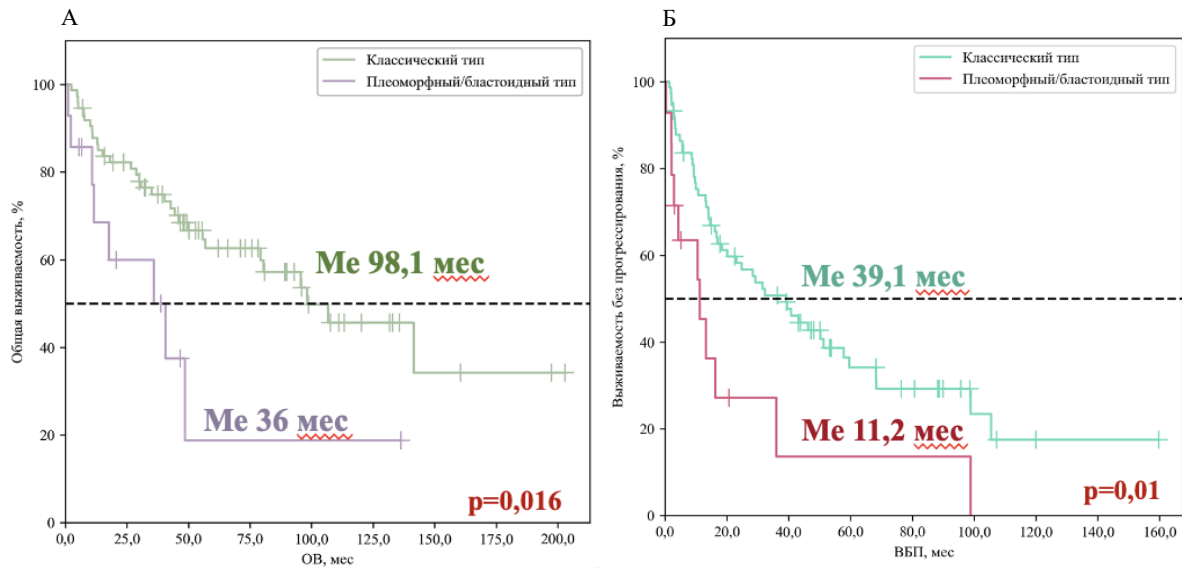 А
Классический тип
Плеоморфный/бластоидный тип
Общая выживаемость, %
100
80
60
40
20
0
Me 98,1 мес
Me 36 мес
p=0,016
0,0 25,0 50,0 75,0 100,0 125,0 150,0 175,0 200,0
ОВ, мес
Б
Классический тип
Плеоморфный/бластоидный тип
Выживаемость без прогрессирования, %
100
80
60
40
20
0
Me 39,1 мес
Me 11,2 мес
p=0,01
0,0 20,0 40,0 60,0 80,0 100,0 120,0 140,0 160,0
ВБП, мес